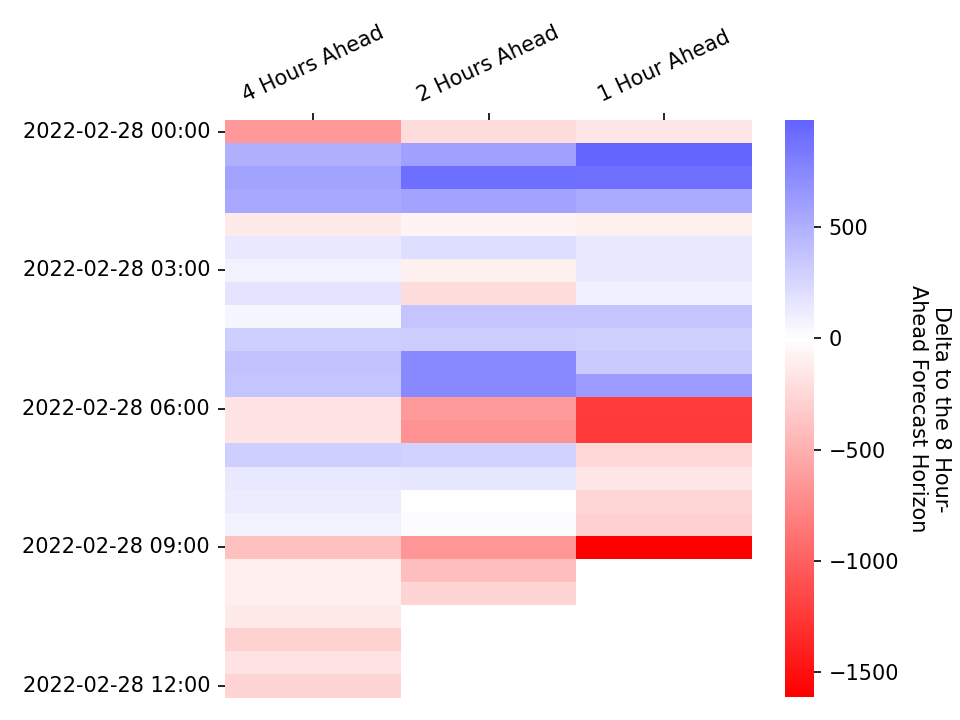 4 Hours Ahead
2 Hours Ahead
1 Hour Ahead
2022-02-28 00:00
2022-02-28 03:00
2022-02-28 06:00
2022-02-28 09:00
2022-02-28 12:00
500
0
−500
−1000
−1500
Delta to the 8 Hour-
Ahead Forecast Horizon